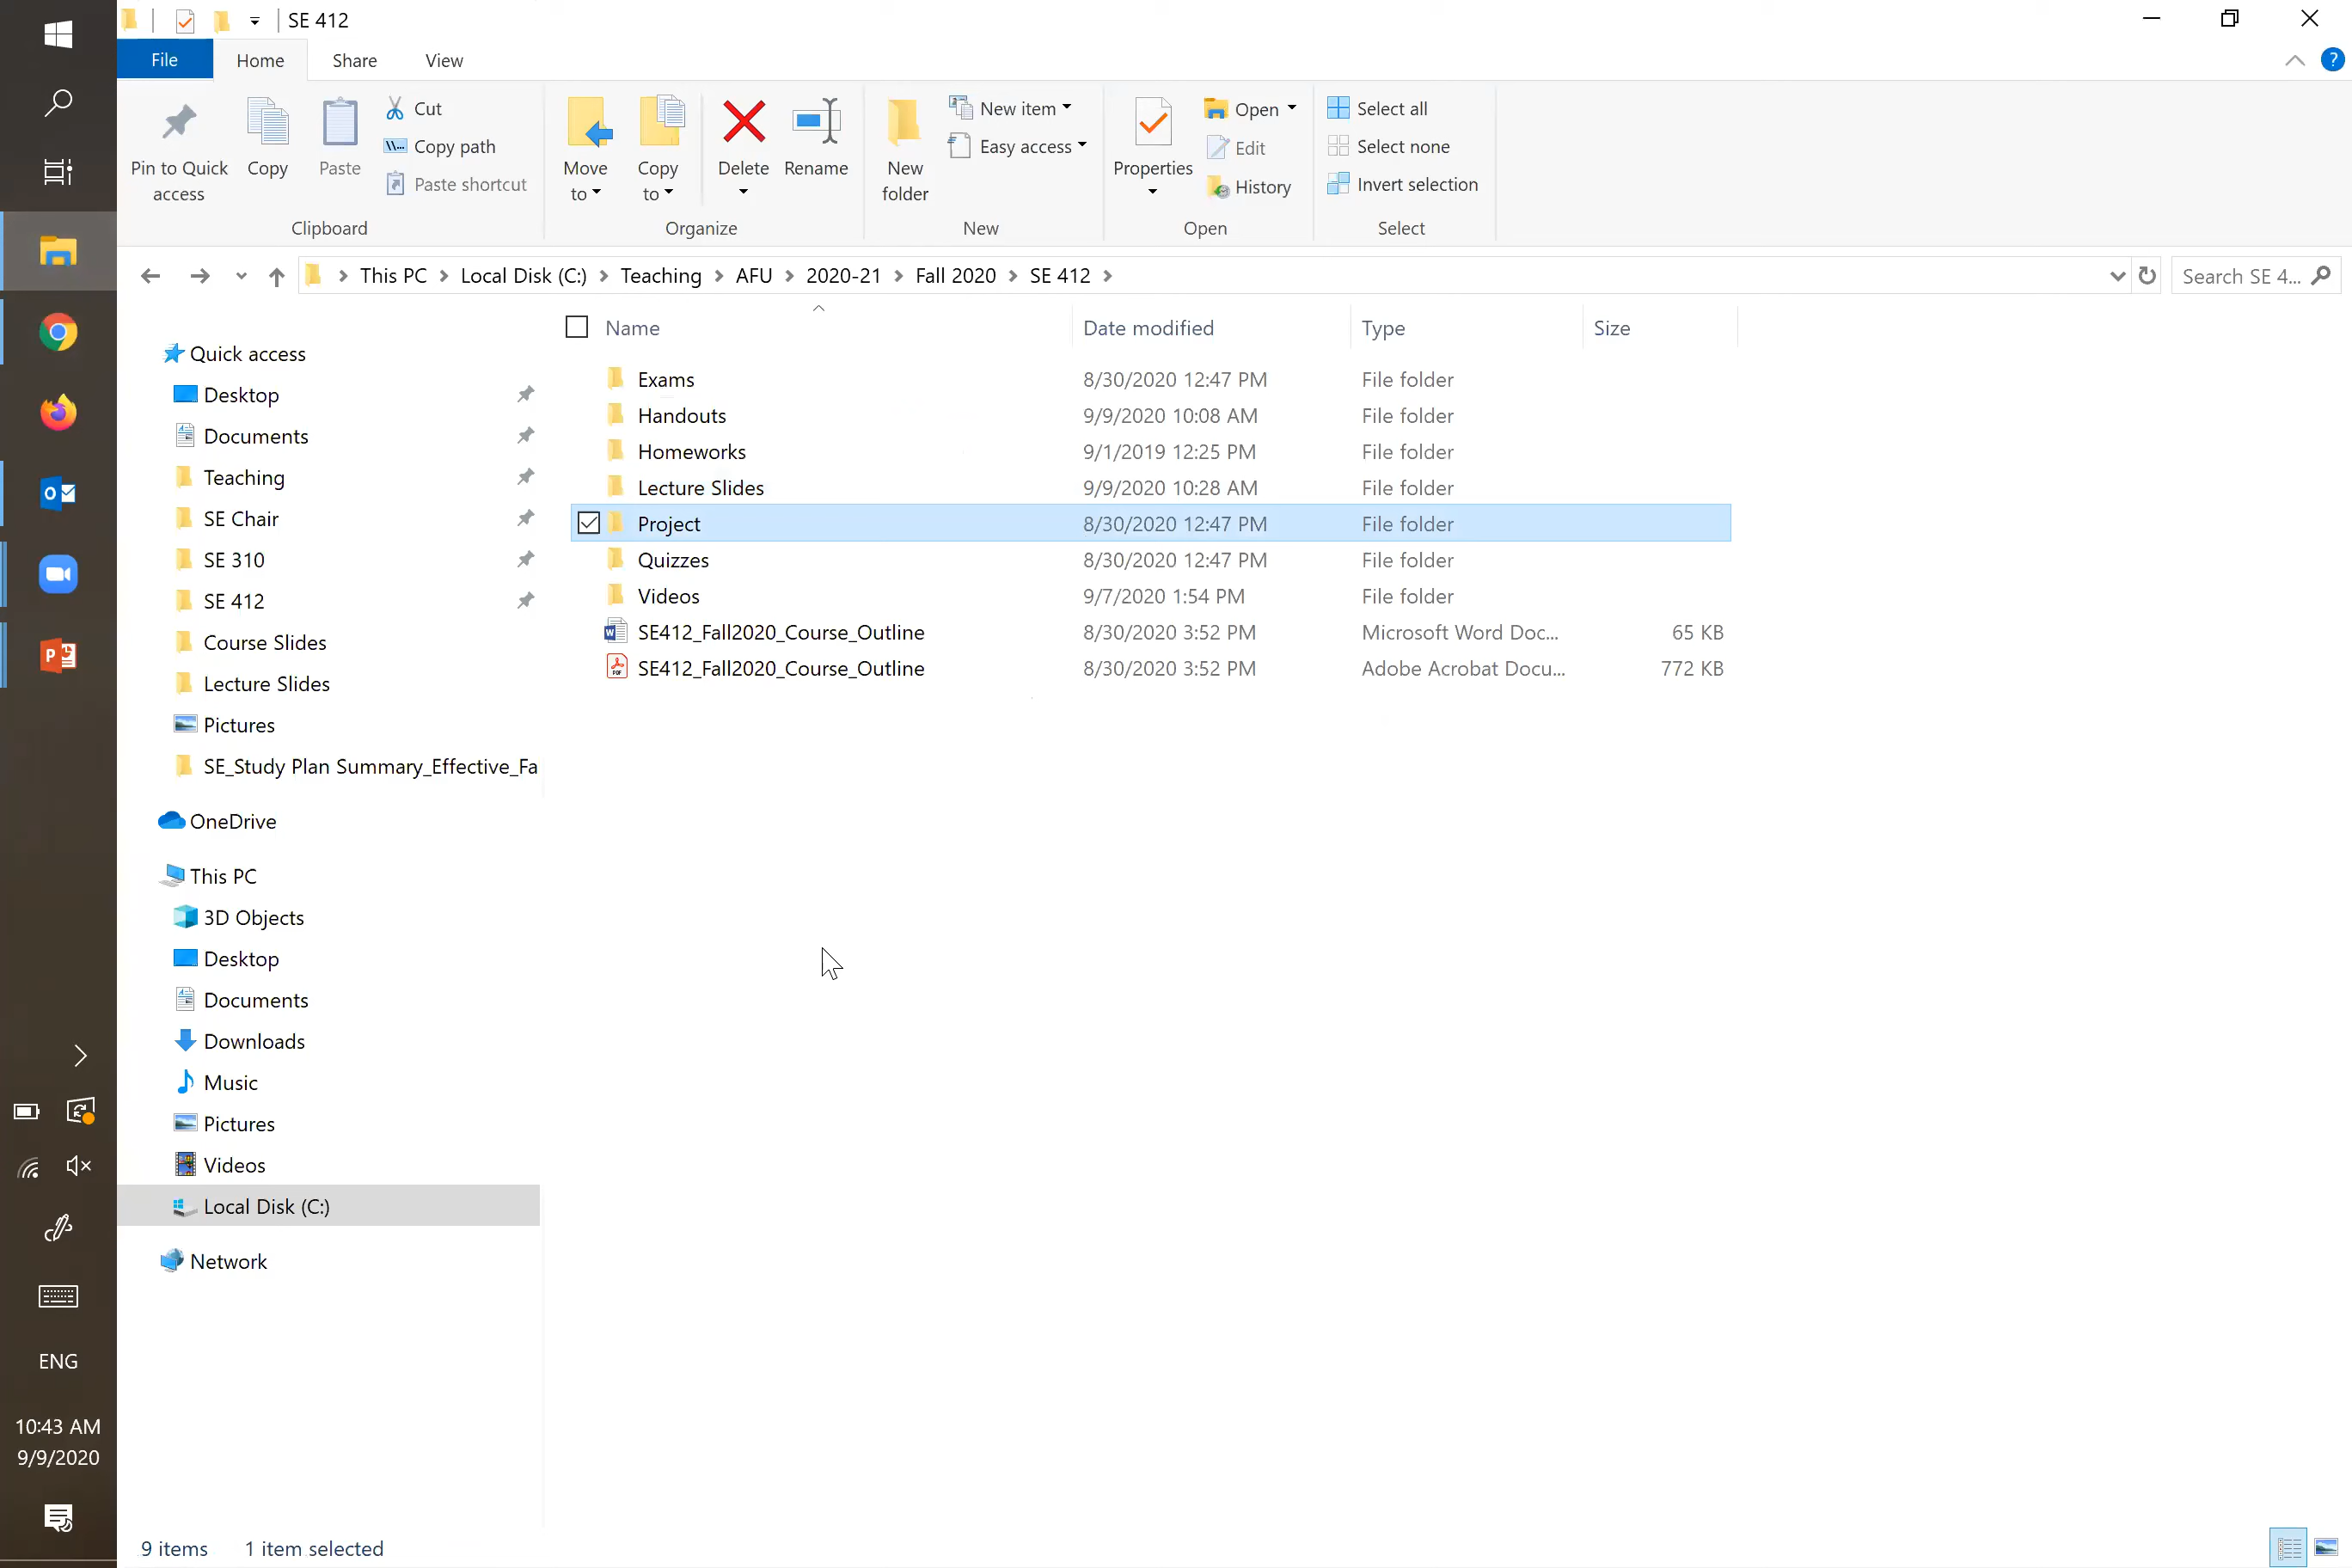 SE 412
File Home Share View
Pin to Quick access
Copy
Paste
Cut
Copy path
Paste shortcut
Clipboard
Move to
Copy to
Delete
Rename
Organize
New folder
New item
Easy access
New
Properties
Open
Edit
History
Open
Select all
Select none
Invert selection
Select
This PC Local Disk (C:) Teaching AFU 2020-21 Fall 2020 SE 412
Search SE 4...
Quick access
Desktop
Documents
Teaching
SE Chair
SE 310
SE 412
Course Slides
Lecture Slides
Pictures
SE_Study Plan Summary_Effective_Fa
OneDrive
This PC
3D Objects
Desktop
Documents
Downloads
Music
Pictures
Videos
Local Disk (C:)
Network
Name Date modified Type Size
Exams 8/30/2020 12:47 PM File folder
Handouts 9/9/2020 10:08 AM File folder
Homeworks 9/1/2019 12:25 PM File folder
Lecture Slides 9/9/2020 10:28 AM File folder
Project 8/30/2020 12:47 PM File folder
Quizzes 8/30/2020 12:47 PM File folder
Videos 9/7/2020 1:54 PM File folder
SE412_Fall2020_Course_Outline 8/30/2020 3:52 PM Microsoft Word Doc... 65 KB
SE412_Fall2020_Course_Outline 8/30/2020 3:52 PM Adobe Acrobat Docu... 772 KB
ENG
10:43 AM
9/9/2020
9 items 1 item selected